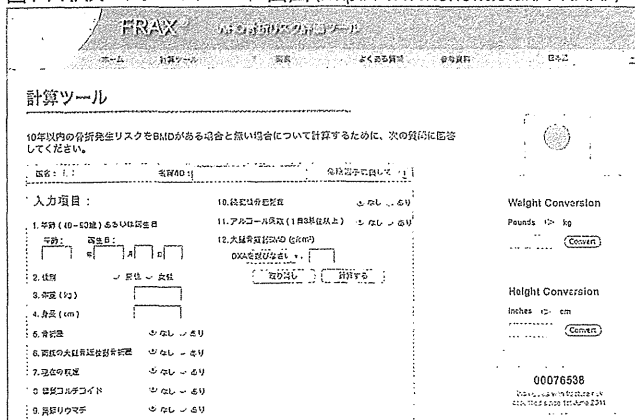 FRAX
ホーム
計算ツール
よくある質問
参考資料
日本語
計算ツール
10年以内の骨折発生リスクをBMDがある場合と無い場合について計算するために、次の質問に回答
してください。
国名：
名前/ID：
入力項目：
1. 年齢 (40-90歳) あるいは誕生日
年齢：
誕生日：
年
月
日
2. 性別
男性
女性
3. 体重 (kg)
4. 身長 (cm)
5. 骨折歴
なし
あり
6. 両親の大腿骨近位部骨折歴
なし
あり
7. 現在の喫煙
なし
あり
8. 糖質コルチコイド
なし
あり
9. 関節リウマチ
なし
あり
10. 続発性骨粗鬆症
なし
あり
11. アルコール摂取 (1日3単位以上)
なし
あり
12. 大腿骨頸部BMD (g/cm²)
DXAを選びなさい
取り消し
計算する
Weight Conversion
Pounds
kg
Convert
Height Conversion
Inches
cm
Convert
00076538